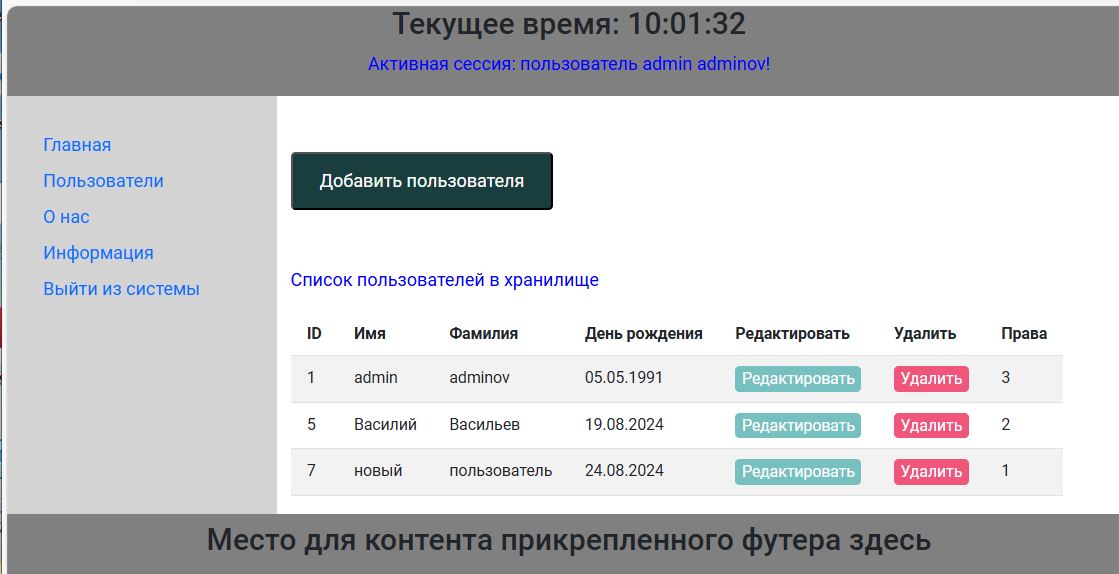 Текущее время: 10:01:32
Активная сессия: пользователь admin adminov!
Главная
Пользователи
О нас
Информация
Выйти из системы
Добавить пользователя
Список пользователей в хранилище
ID Имя Фамилия День рождения Редактировать Удалить Права
1 admin adminov 05.05.1991 Редактировать Удалить 3
5 Василий Васильев 19.08.2024 Редактировать Удалить 2
7 новый пользователь 24.08.2024 Редактировать Удалить 1
Место для контента прикрепленного футера здесь